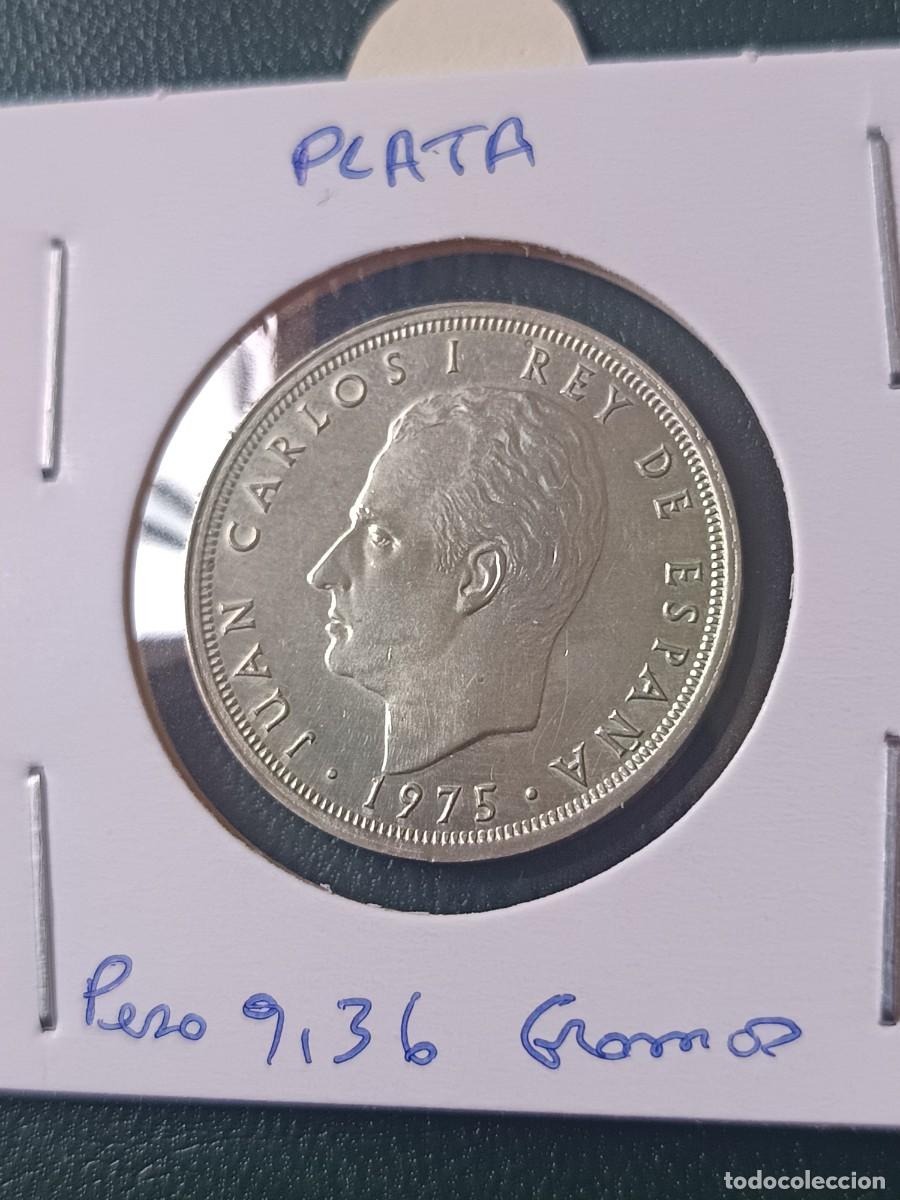 PLATA
JUAN CARLOS I REY DE ESPAÑA
· 1975 ·
Peso 9,36 Gramos
todocoleccion